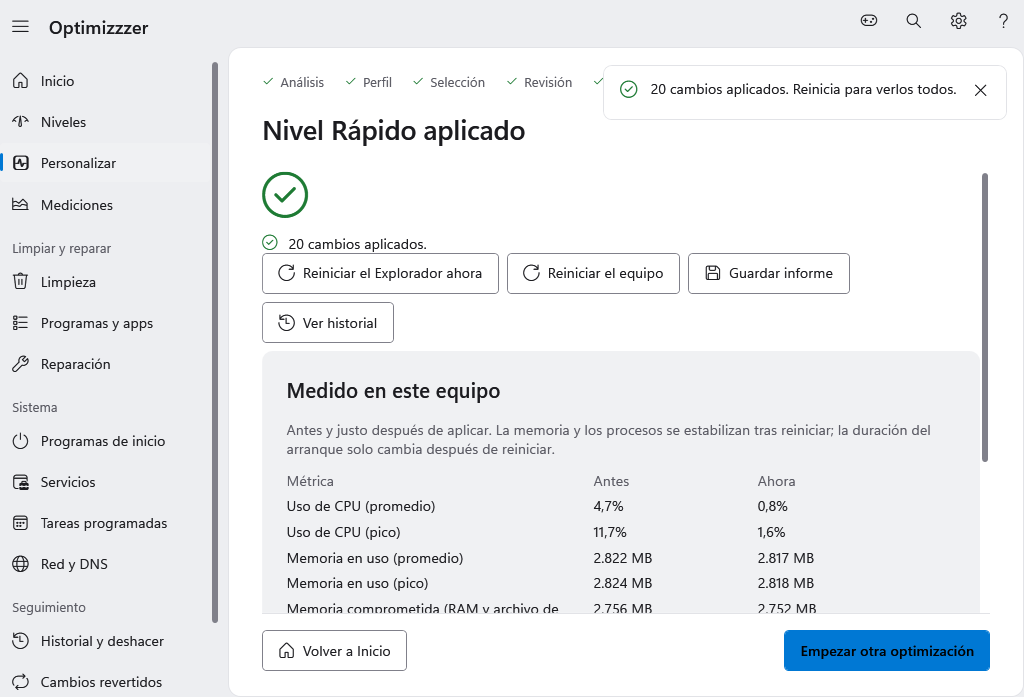 Optimizzzer
Inicio
Niveles
Personalizar
Mediciones
Limpiar y reparar
Limpieza
Programas y apps
Reparación
Sistema
Programas de inicio
Servicios
Tareas programadas
Red y DNS
Seguimiento
Historial y deshacer
Cambios revertidos
Análisis
Perfil
Selección
Revisión
20 cambios aplicados. Reinicia para verlos todos.
Nivel Rápido aplicado
20 cambios aplicados.
Reiniciar el Explorador ahora
Reiniciar el equipo
Guardar informe
Ver historial
Medido en este equipo
Antes y justo después de aplicar. La memoria y los procesos se estabilizan tras reiniciar; la duración del
arranque solo cambia después de reiniciar.
Métrica Antes Ahora
Uso de CPU (promedio) 4,7% 0,8%
Uso de CPU (pico) 11,7% 1,6%
Memoria en uso (promedio) 2.822 MB 2.817 MB
Memoria en uso (pico) 2.824 MB 2.818 MB
Memoria comprometida (RAM y archivo de 2.756 MB 2.752 MB
Volver a Inicio
Empezar otra optimización